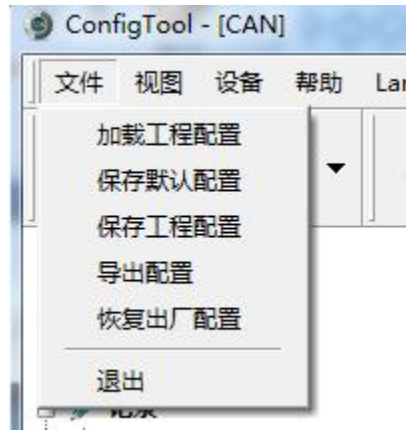 ConfigTool - [CAN]
文件 视图 设备 帮助
加载工程配置
保存默认配置
保存工程配置
导出配置
恢复出厂配置
退出